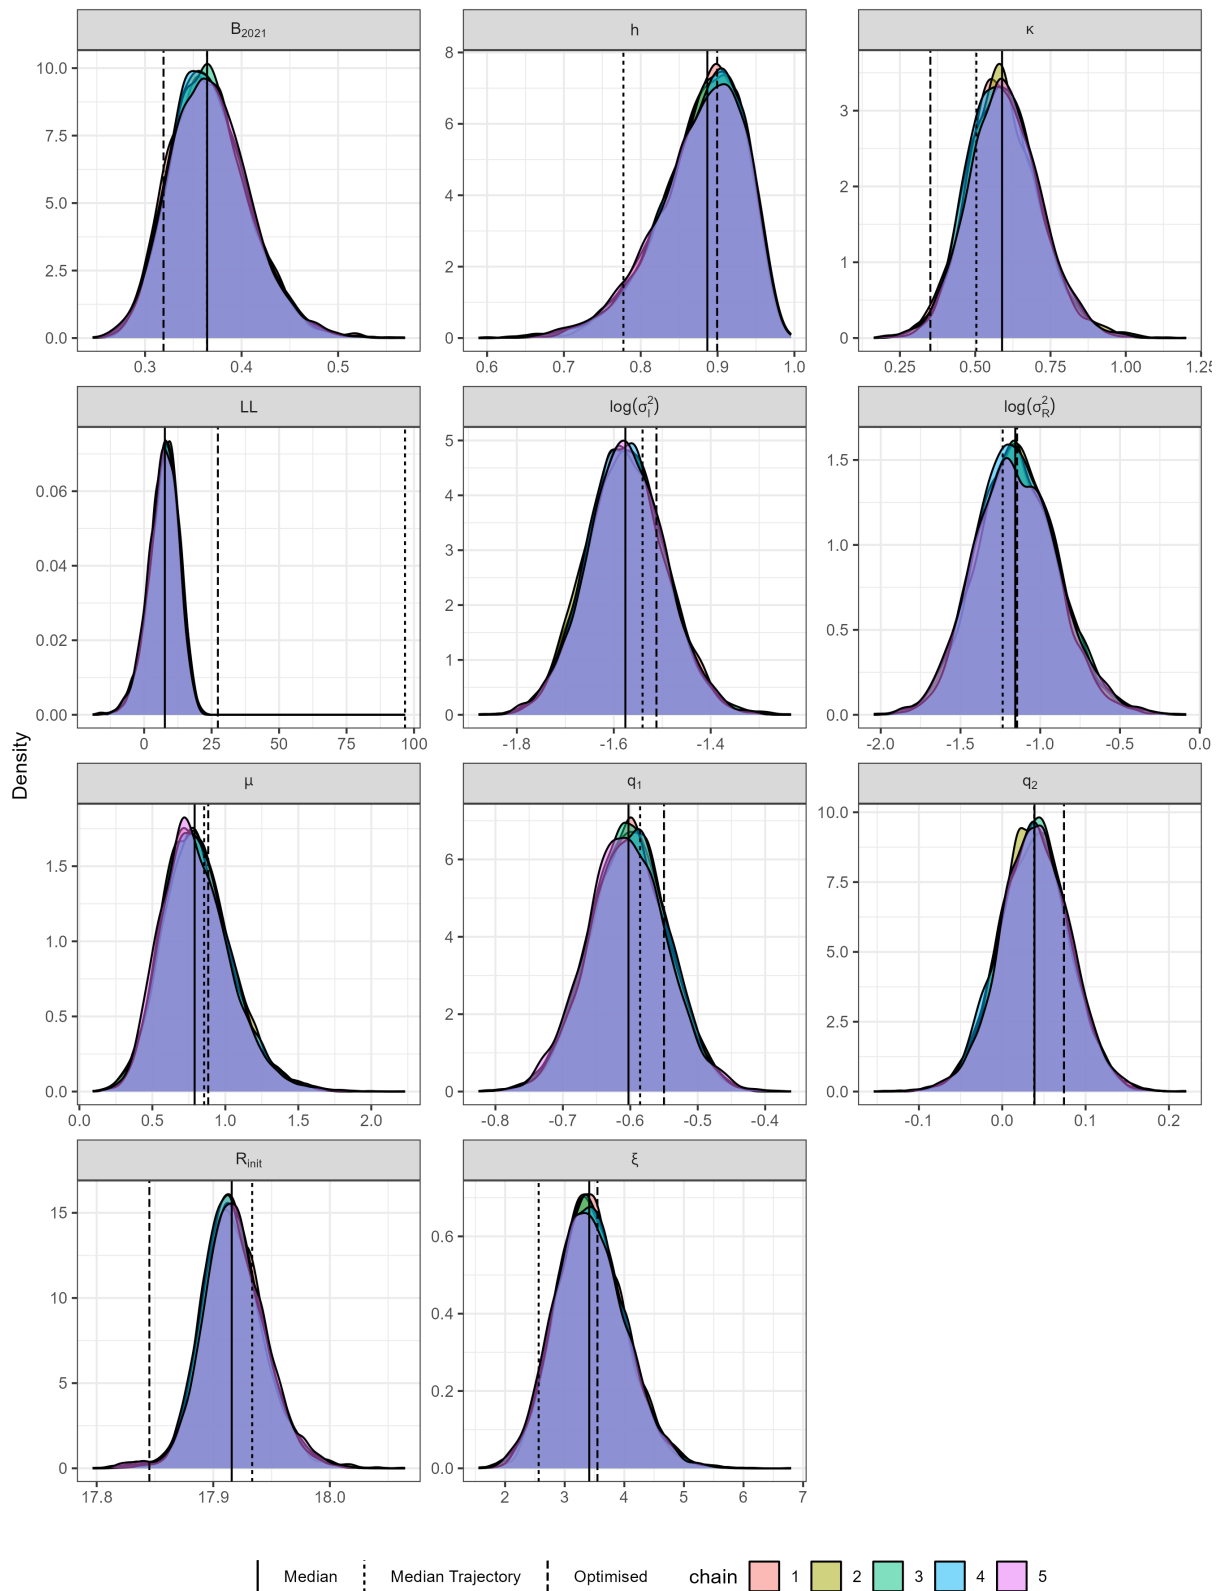 B2021 h κ
10.0 7.5 5.0 2.5 0.0
8 6 4 2 0
3 2 1 0
0.3 0.4 0.5
0.6 0.7 0.8 0.9 1.0
0.25 0.50 0.75 1.00 1.25
LL log(σI2) log(σR2)
0.06 0.04 0.02 0.00
5 4 3 2 1 0
1.5 1.0 0.5 0.0
0 25 50 75 100
-1.8 -1.6 -1.4
-2.0 -1.5 -1.0 -0.5 0.0
Density
μ q1 q2
1.5 1.0 0.5 0.0
6 4 2 0
10.0 7.5 5.0 2.5 0.0
0.0 0.5 1.0 1.5 2.0
-0.8 -0.7 -0.6 -0.5 -0.4
-0.1 0.0 0.1 0.2
Rinit ξ
15 10 5 0
0.6 0.4 0.2 0.0
17.8 17.9 18.0
2 3 4 5 6 7
Median Median Trajectory Optimised chain 1 2 3 4 5